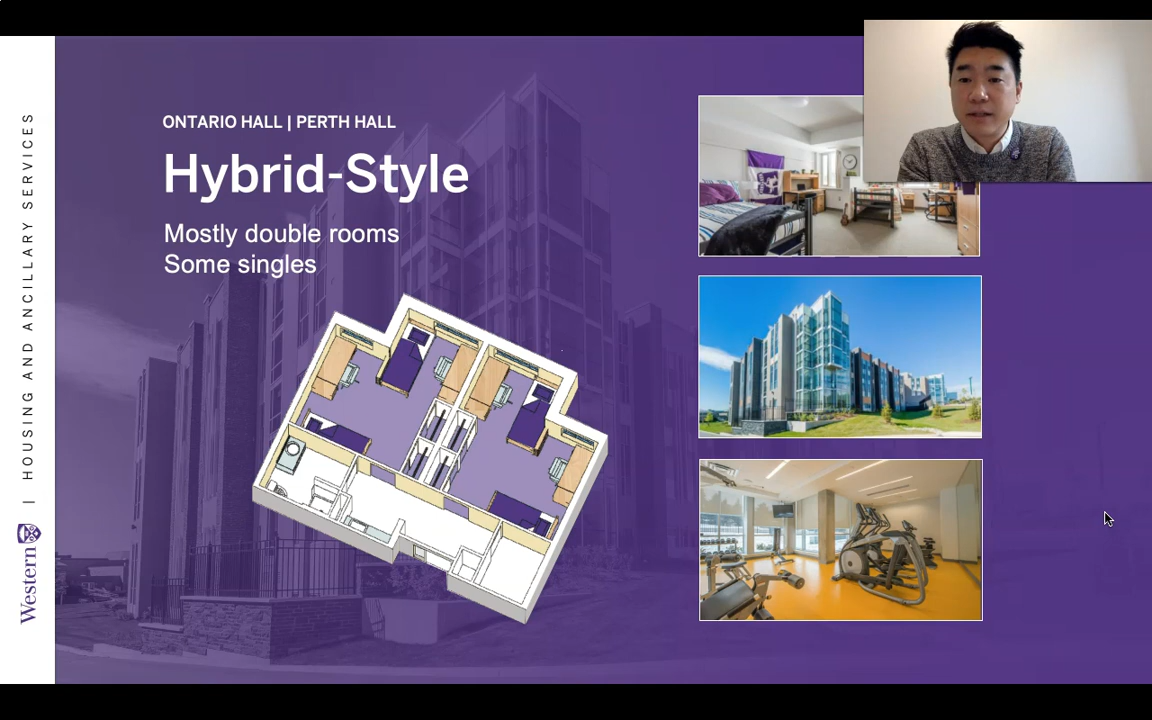 ONTARIO HALL | PERTH HALL
Hybrid-Style
Mostly double rooms
Some singles
Western | HOUSING AND ANCILLARY SERVICES